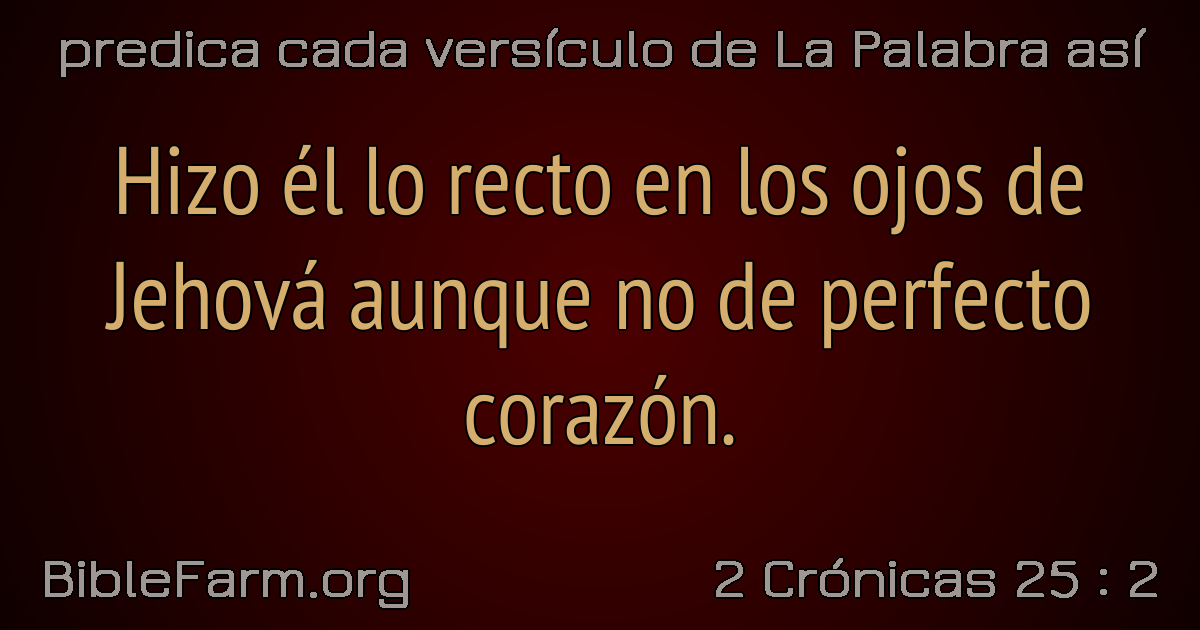 predica cada versículo de La Palabra así
Hizo él lo recto en los ojos de
Jehová aunque no de perfecto
corazón.
BibleFarm.org
2 Crónicas 25 : 2